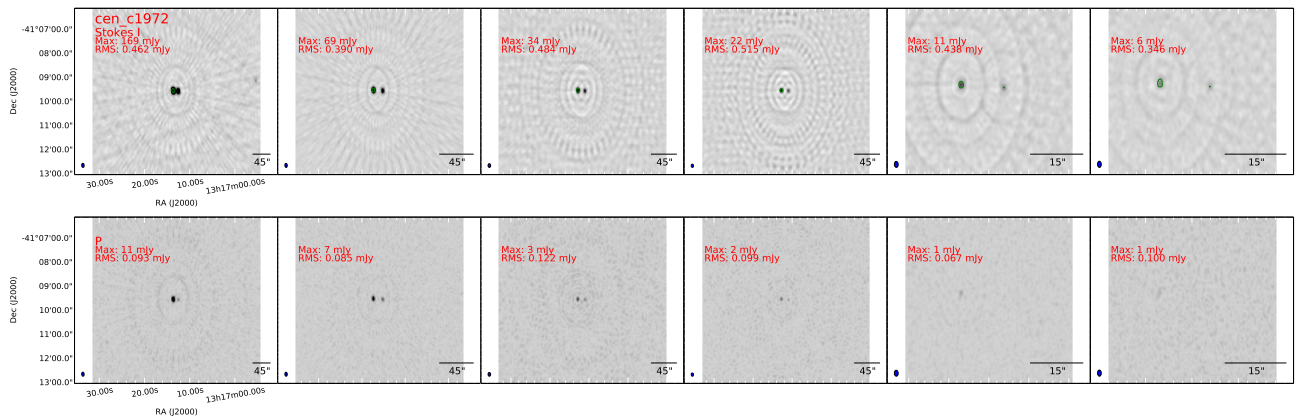 cen_c1972
Stokes I
Max: 169 mJy
RMS: 0.462 mJy
Max: 69 mJy
RMS: 0.390 mJy
Max: 34 mJy
RMS: 0.484 mJy
Max: 22 mJy
RMS: 0.515 mJy
Max: 11 mJy
RMS: 0.438 mJy
Max: 6 mJy
RMS: 0.346 mJy
-41°07'00.0"
08'00.0"
09'00.0"
10'00.0"
11'00.0"
12'00.0"
13'00.0"
Dec (J2000)
45"
45"
45"
45"
15"
15"
30.00s
20.00s
10.00s
13h17m00.00s
RA (J2000)
P
Max: 11 mJy
RMS: 0.093 mJy
Max: 7 mJy
RMS: 0.085 mJy
Max: 3 mJy
RMS: 0.122 mJy
Max: 2 mJy
RMS: 0.099 mJy
Max: 1 mJy
RMS: 0.067 mJy
Max: 1 mJy
RMS: 0.100 mJy
-41°07'00.0"
08'00.0"
09'00.0"
10'00.0"
11'00.0"
12'00.0"
13'00.0"
Dec (J2000)
45"
45"
45"
45"
15"
15"
30.00s
20.00s
10.00s
13h17m00.00s
RA (J2000)